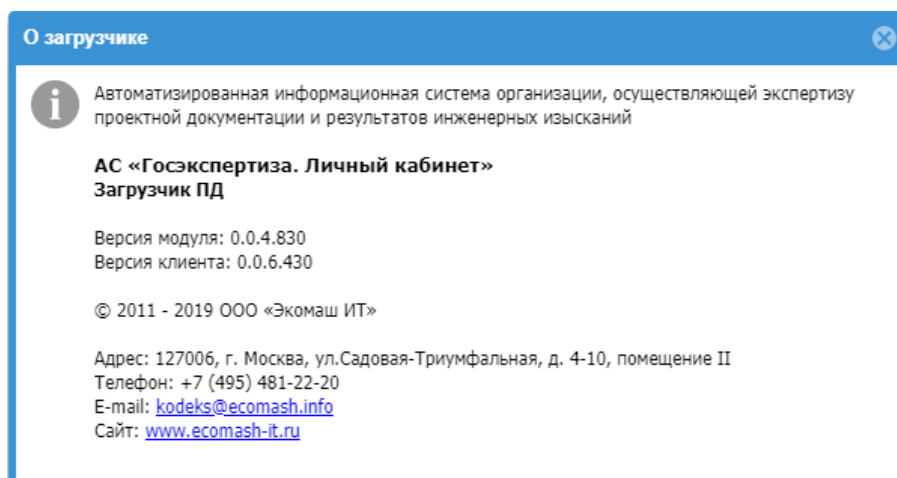 О загрузчике
Автоматизированная информационная система организации, осуществляющей экспертизу
проектной документации и результатов инженерных изысканий
АС «Госэкспертиза. Личный кабинет»
Загрузчик ПД
Версия модуля: 0.0.4.830
Версия клиента: 0.0.6.430
© 2011 - 2019 ООО «Экомаш ИТ»
Адрес: 127006, г. Москва, ул.Садовая-Триумфальная, д. 4-10, помещение II
Телефон: +7 (495) 481-22-20
E-mail: kodeks@ecomash.info
Сайт: www.ecomash-it.ru